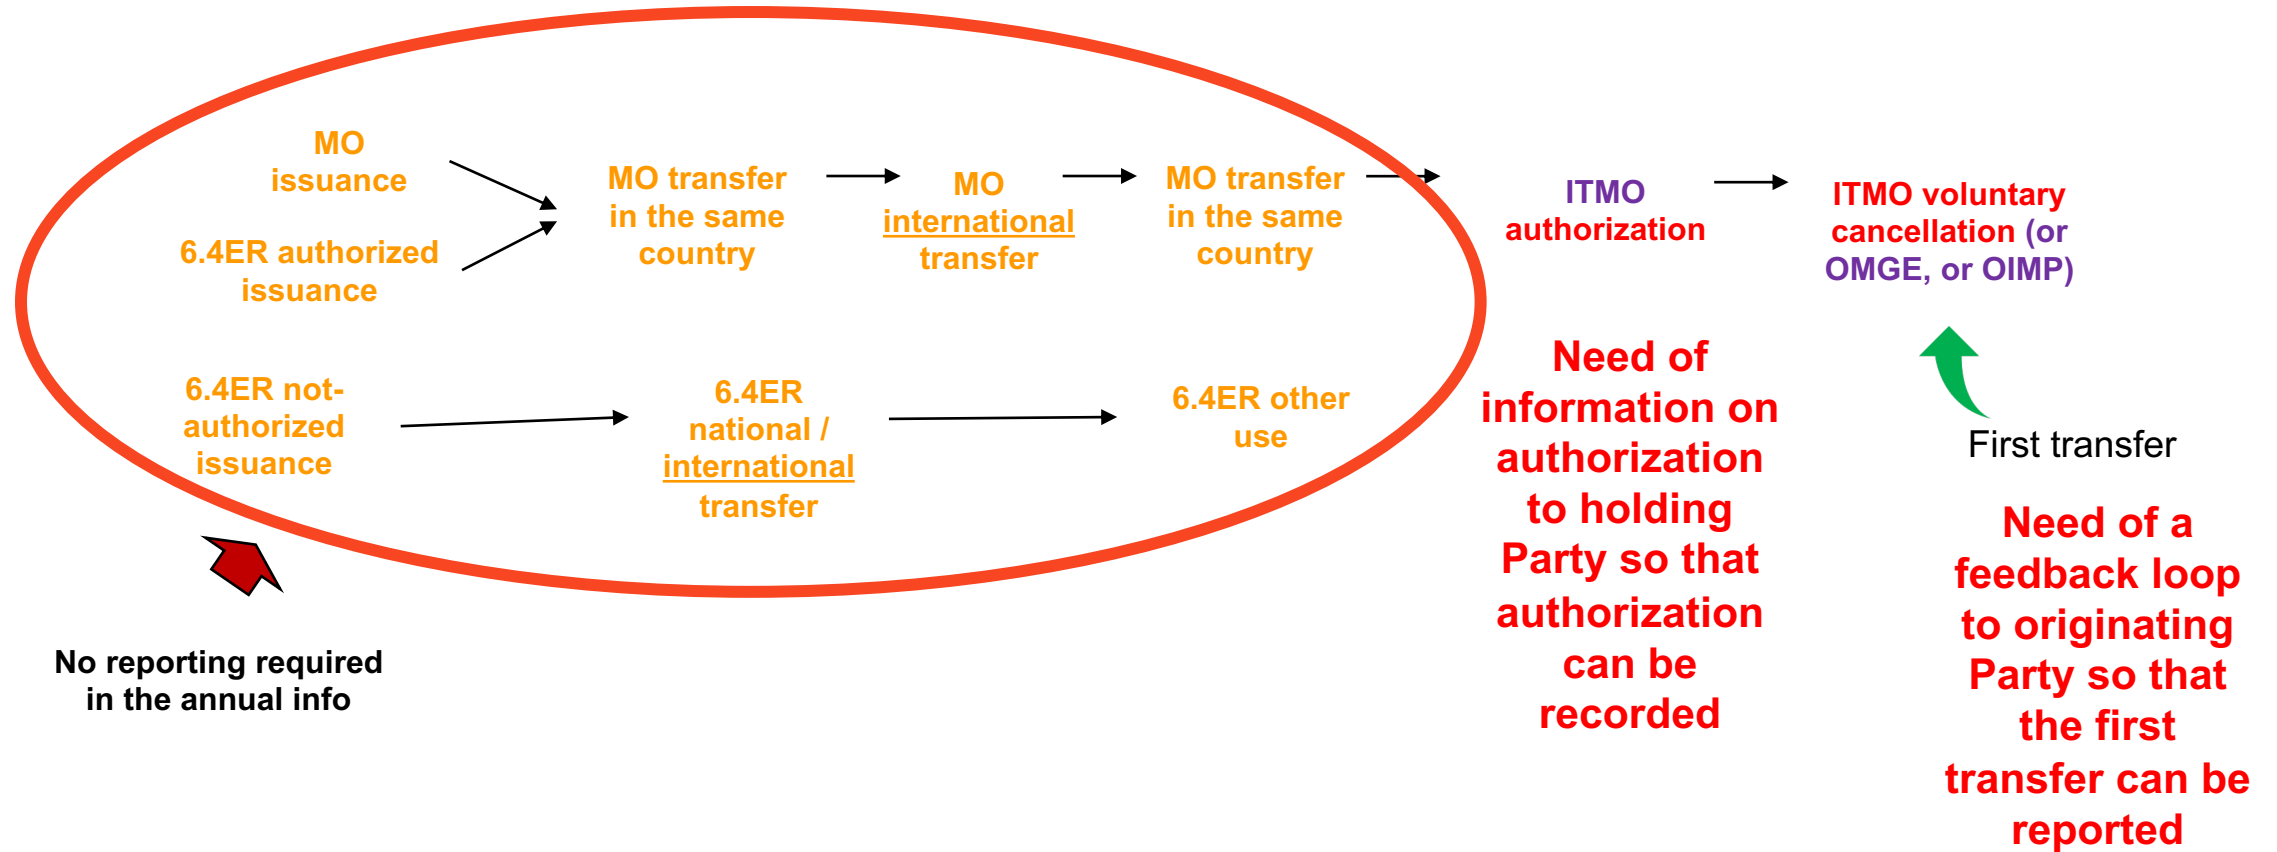 MO
issuance
6.4ER authorized
issuance
MO transfer
in the same
country
MO
international
transfer
MO transfer
in the same
country
ITMO
authorization
ITMO voluntary
cancellation (or
OMGE, or OIMP)
6.4ER not-
authorized
issuance
6.4ER
national /
international
transfer
6.4ER other
use
Need of
information on
authorization
to holding
Party so that
authorization
can be
recorded
First transfer
Need of a
feedback loop
to originating
Party so that
the first
transfer can be
reported
No reporting required
in the annual info